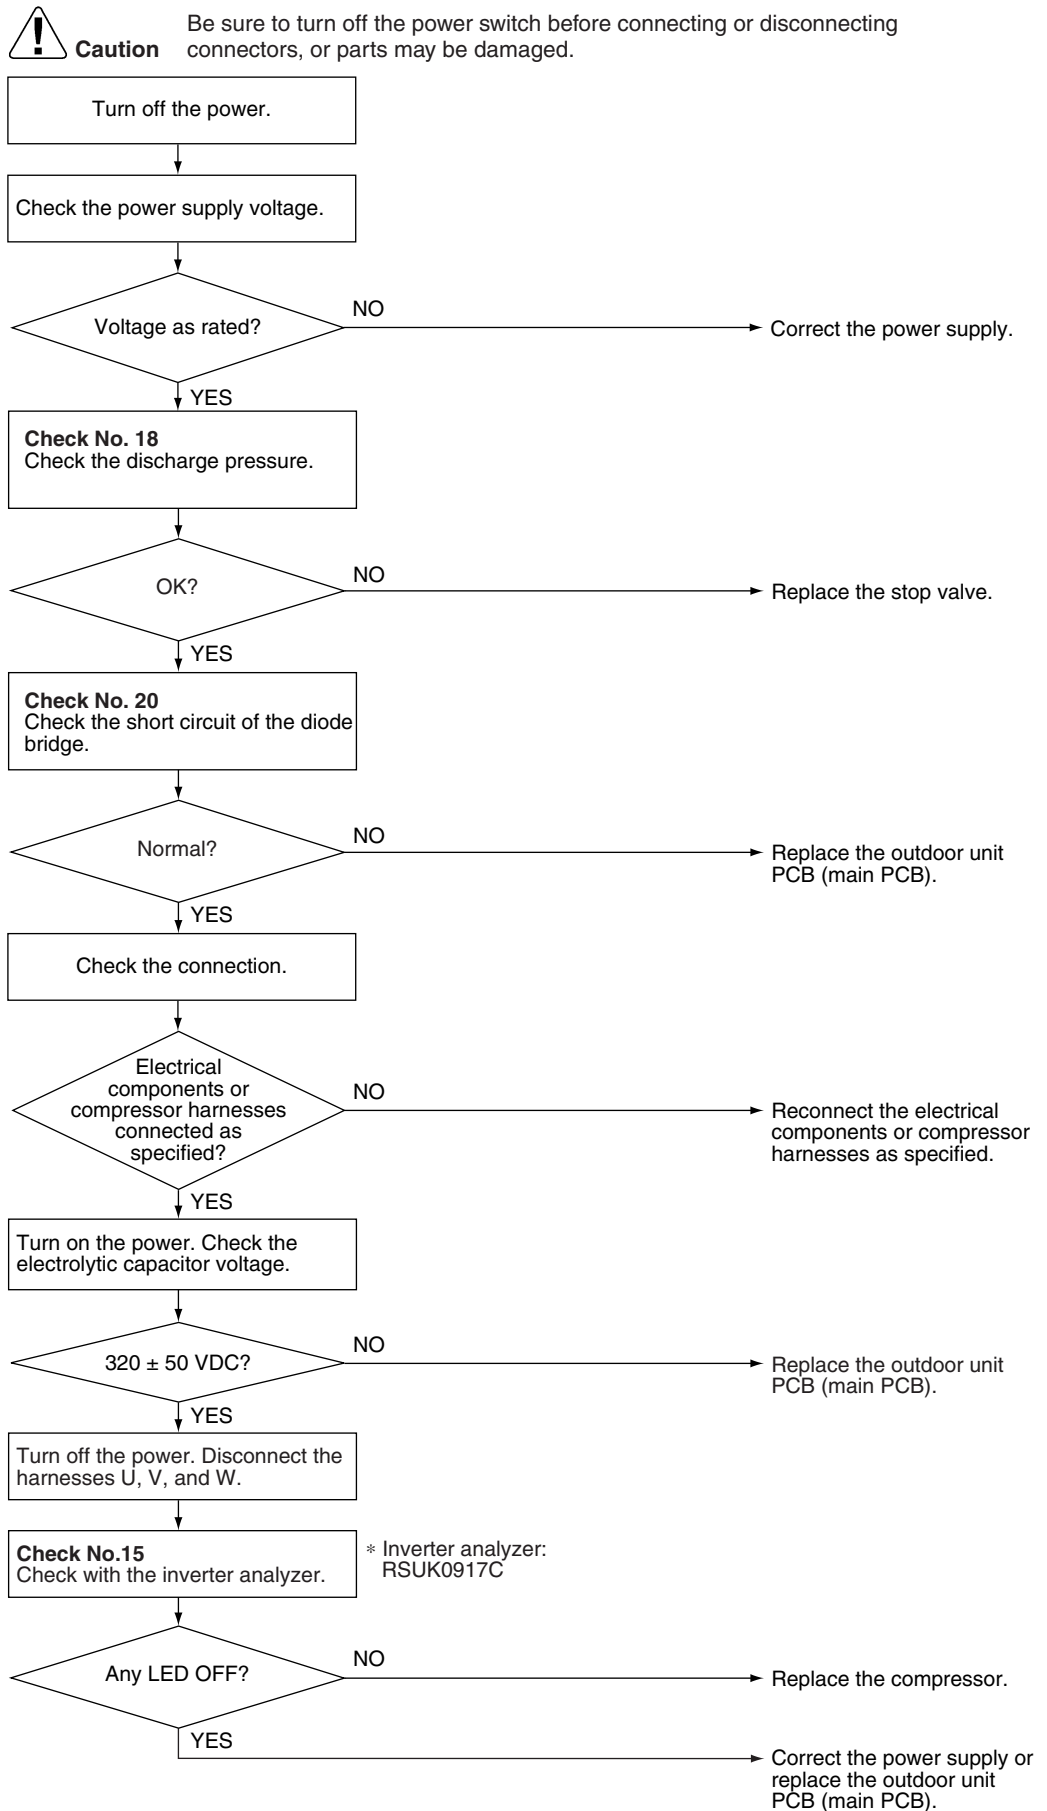 Be sure to turn off the power switch before connecting or disconnecting
Caution connectors, or parts may be damaged.
Turn off the power.
Check the power supply voltage.
Voltage as rated?
NO
Correct the power supply.
YES
Check No. 18
Check the discharge pressure.
OK?
NO
Replace the stop valve.
YES
Check No. 20
Check the short circuit of the diode
bridge.
Normal?
NO
Replace the outdoor unit
PCB (main PCB).
YES
Check the connection.
Electrical
components or
compressor harnesses
connected as
specified?
NO
Reconnect the electrical
components or compressor
harnesses as specified.
YES
Turn on the power. Check the
electrolytic capacitor voltage.
320 ± 50 VDC?
NO
Replace the outdoor unit
PCB (main PCB).
YES
Turn off the power. Disconnect the
harnesses U, V, and W.
Check No.15
Check with the inverter analyzer.
* Inverter analyzer:
RSUK0917C
Any LED OFF?
NO
Replace the compressor.
YES
Correct the power supply or
replace the outdoor unit
PCB (main PCB).